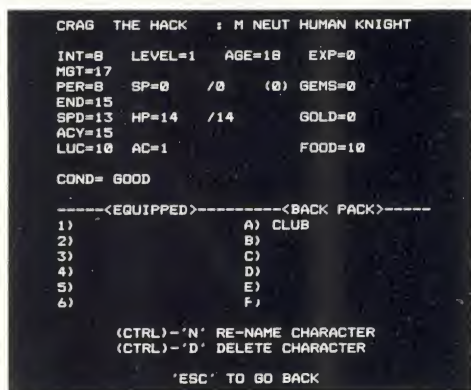 CRAG THE HACK : M NEUT HUMAN KNIGHT
INT=8 LEVEL=1 AGE=18 EXP=0
MGT=17
PER=8 SP=0 /0 (0) GEMS=0
END=15
SPD=13 HP=14 /14 GOLD=0
ACY=15
LUC=10 AC=1 FOOD=10
COND= GOOD
-----<EQUIPPED>---------<BACK PACK>-----
1) A) CLUB
2) B)
3) C)
4) D)
5) E)
6) F)
(CTRL)-'N' RE-NAME CHARACTER
(CTRL)-'D' DELETE CHARACTER
'ESC' TO GO BACK